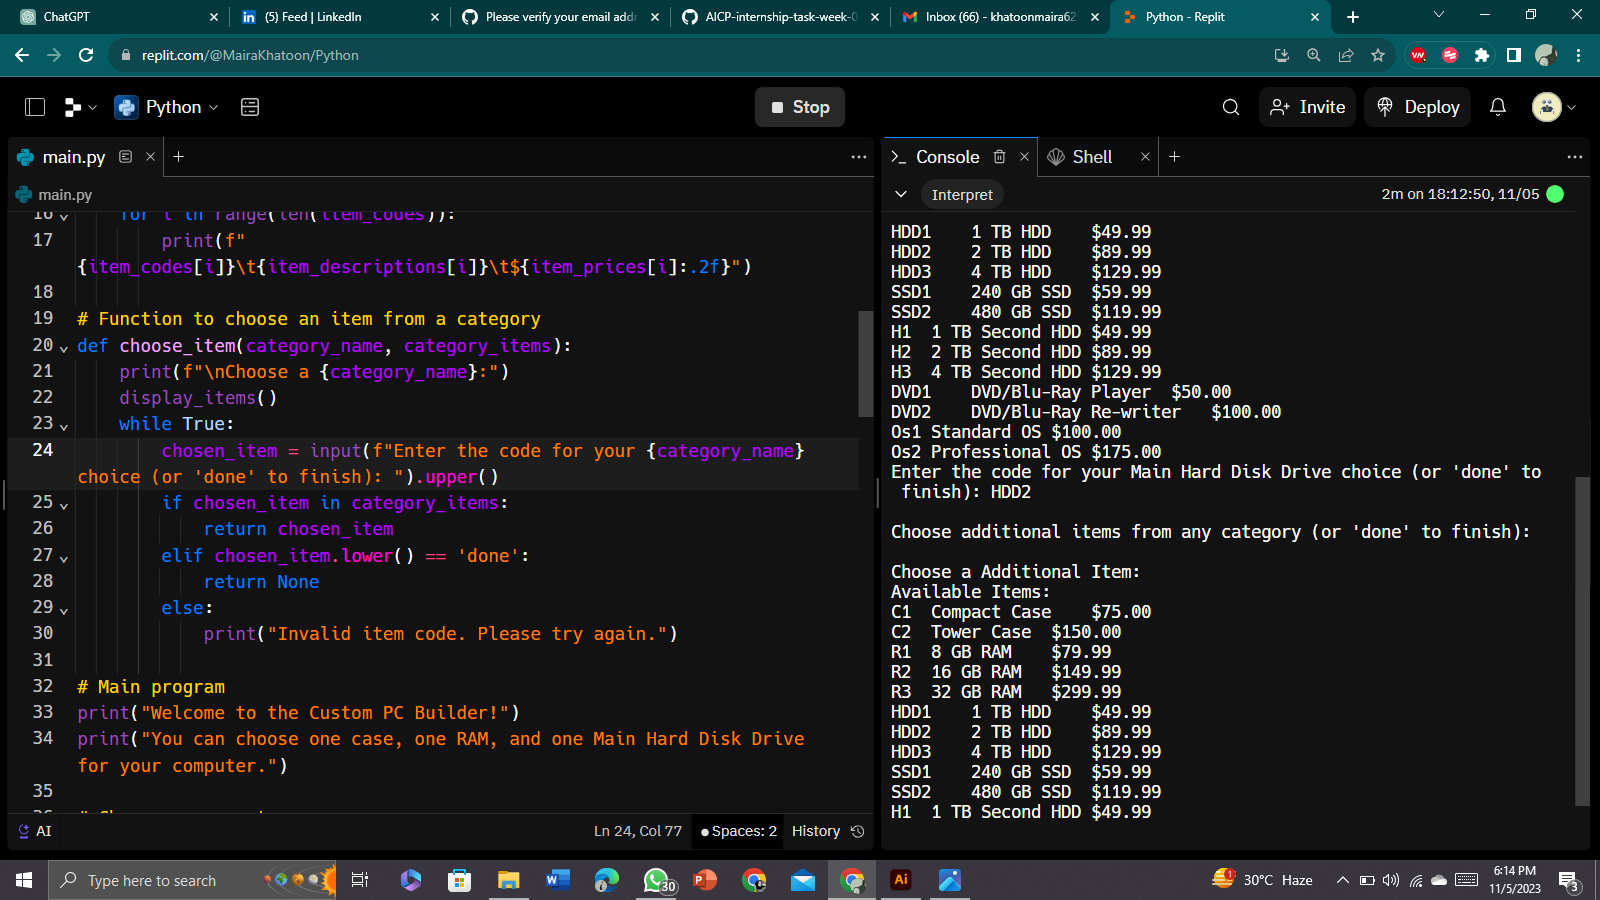 ChatGPT
(5) Feed | LinkedIn
Please verify your email addr
AICP-internship-task-week-0
Inbox (66) - khatoonmaira62
Python - Replit
replit.com/@MairaKhatoon/Python
Python
Stop
Invite
Deploy
main.py
main.py
16 for i in range(len(item_codes)):
17 print(f"
{item_codes[i]}\t{item_descriptions[i]}\t${item_prices[i]:.2f}")
18
19 # Function to choose an item from a category
20 def choose_item(category_name, category_items):
21 print(f"\nChoose a {category_name}:")
22 display_items()
23 while True:
24 chosen_item = input(f"Enter the code for your {category_name}
choice (or 'done' to finish): ").upper()
25 if chosen_item in category_items:
26 return chosen_item
27 elif chosen_item.lower() == 'done':
28 return None
29 else:
30 print("Invalid item code. Please try again.")
31
32 # Main program
33 print("Welcome to the Custom PC Builder!")
34 print("You can choose one case, one RAM, and one Main Hard Disk Drive
for your computer.")
35
AI
Ln 24, Col 77
Spaces: 2
History
Console
Shell
Interpret
2m on 18:12:50, 11/05
HDD1 1 TB HDD $49.99
HDD2 2 TB HDD $89.99
HDD3 4 TB HDD $129.99
SSD1 240 GB SSD $59.99
SSD2 480 GB SSD $119.99
H1 1 TB Second HDD $49.99
H2 2 TB Second HDD $89.99
H3 4 TB Second HDD $129.99
DVD1 DVD/Blu-Ray Player $50.00
DVD2 DVD/Blu-Ray Re-writer $100.00
Os1 Standard OS $100.00
Os2 Professional OS $175.00
Enter the code for your Main Hard Disk Drive choice (or 'done' to
finish): HDD2
Choose additional items from any category (or 'done' to finish):
Choose a Additional Item:
Available Items:
C1 Compact Case $75.00
C2 Tower Case $150.00
R1 8 GB RAM $79.99
R2 16 GB RAM $149.99
R3 32 GB RAM $299.99
HDD1 1 TB HDD $49.99
HDD2 2 TB HDD $89.99
HDD3 4 TB HDD $129.99
SSD1 240 GB SSD $59.99
SSD2 480 GB SSD $119.99
H1 1 TB Second HDD $49.99
Type here to search
30
Ai
1
30°C Haze
6:14 PM
11/5/2023
3